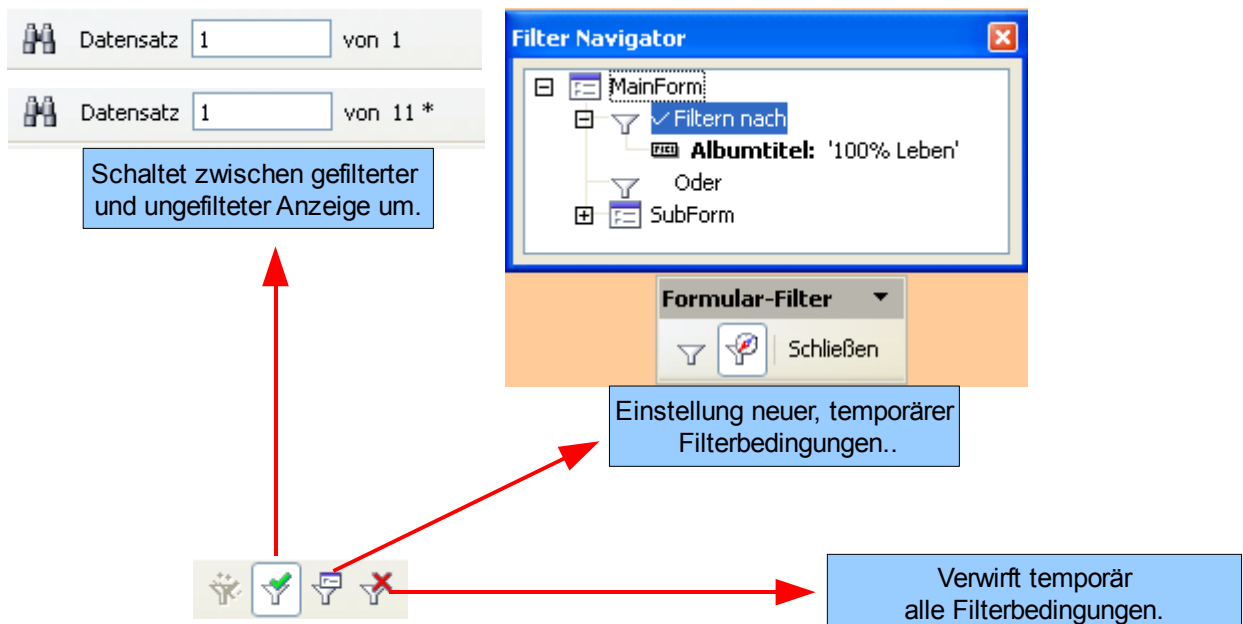 Datensatz 1 von 1
Datensatz 1 von 11 *
Schaltet zwischen gefilterter
und ungefilteter Anzeige um.
Filter Navigator
MainForm
Filtern nach
Albumtitel: '100% Leben'
Oder
SubForm
Formular-Filter
Schließen
Einstellung neuer, temporärer
Filterbedingungen..
Verwirft temporär
alle Filterbedingungen.